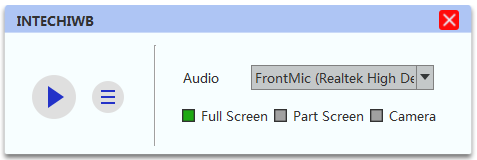 INTECHIWB
Audio FrontMic (Realtek High De
Full Screen Part Screen Camera